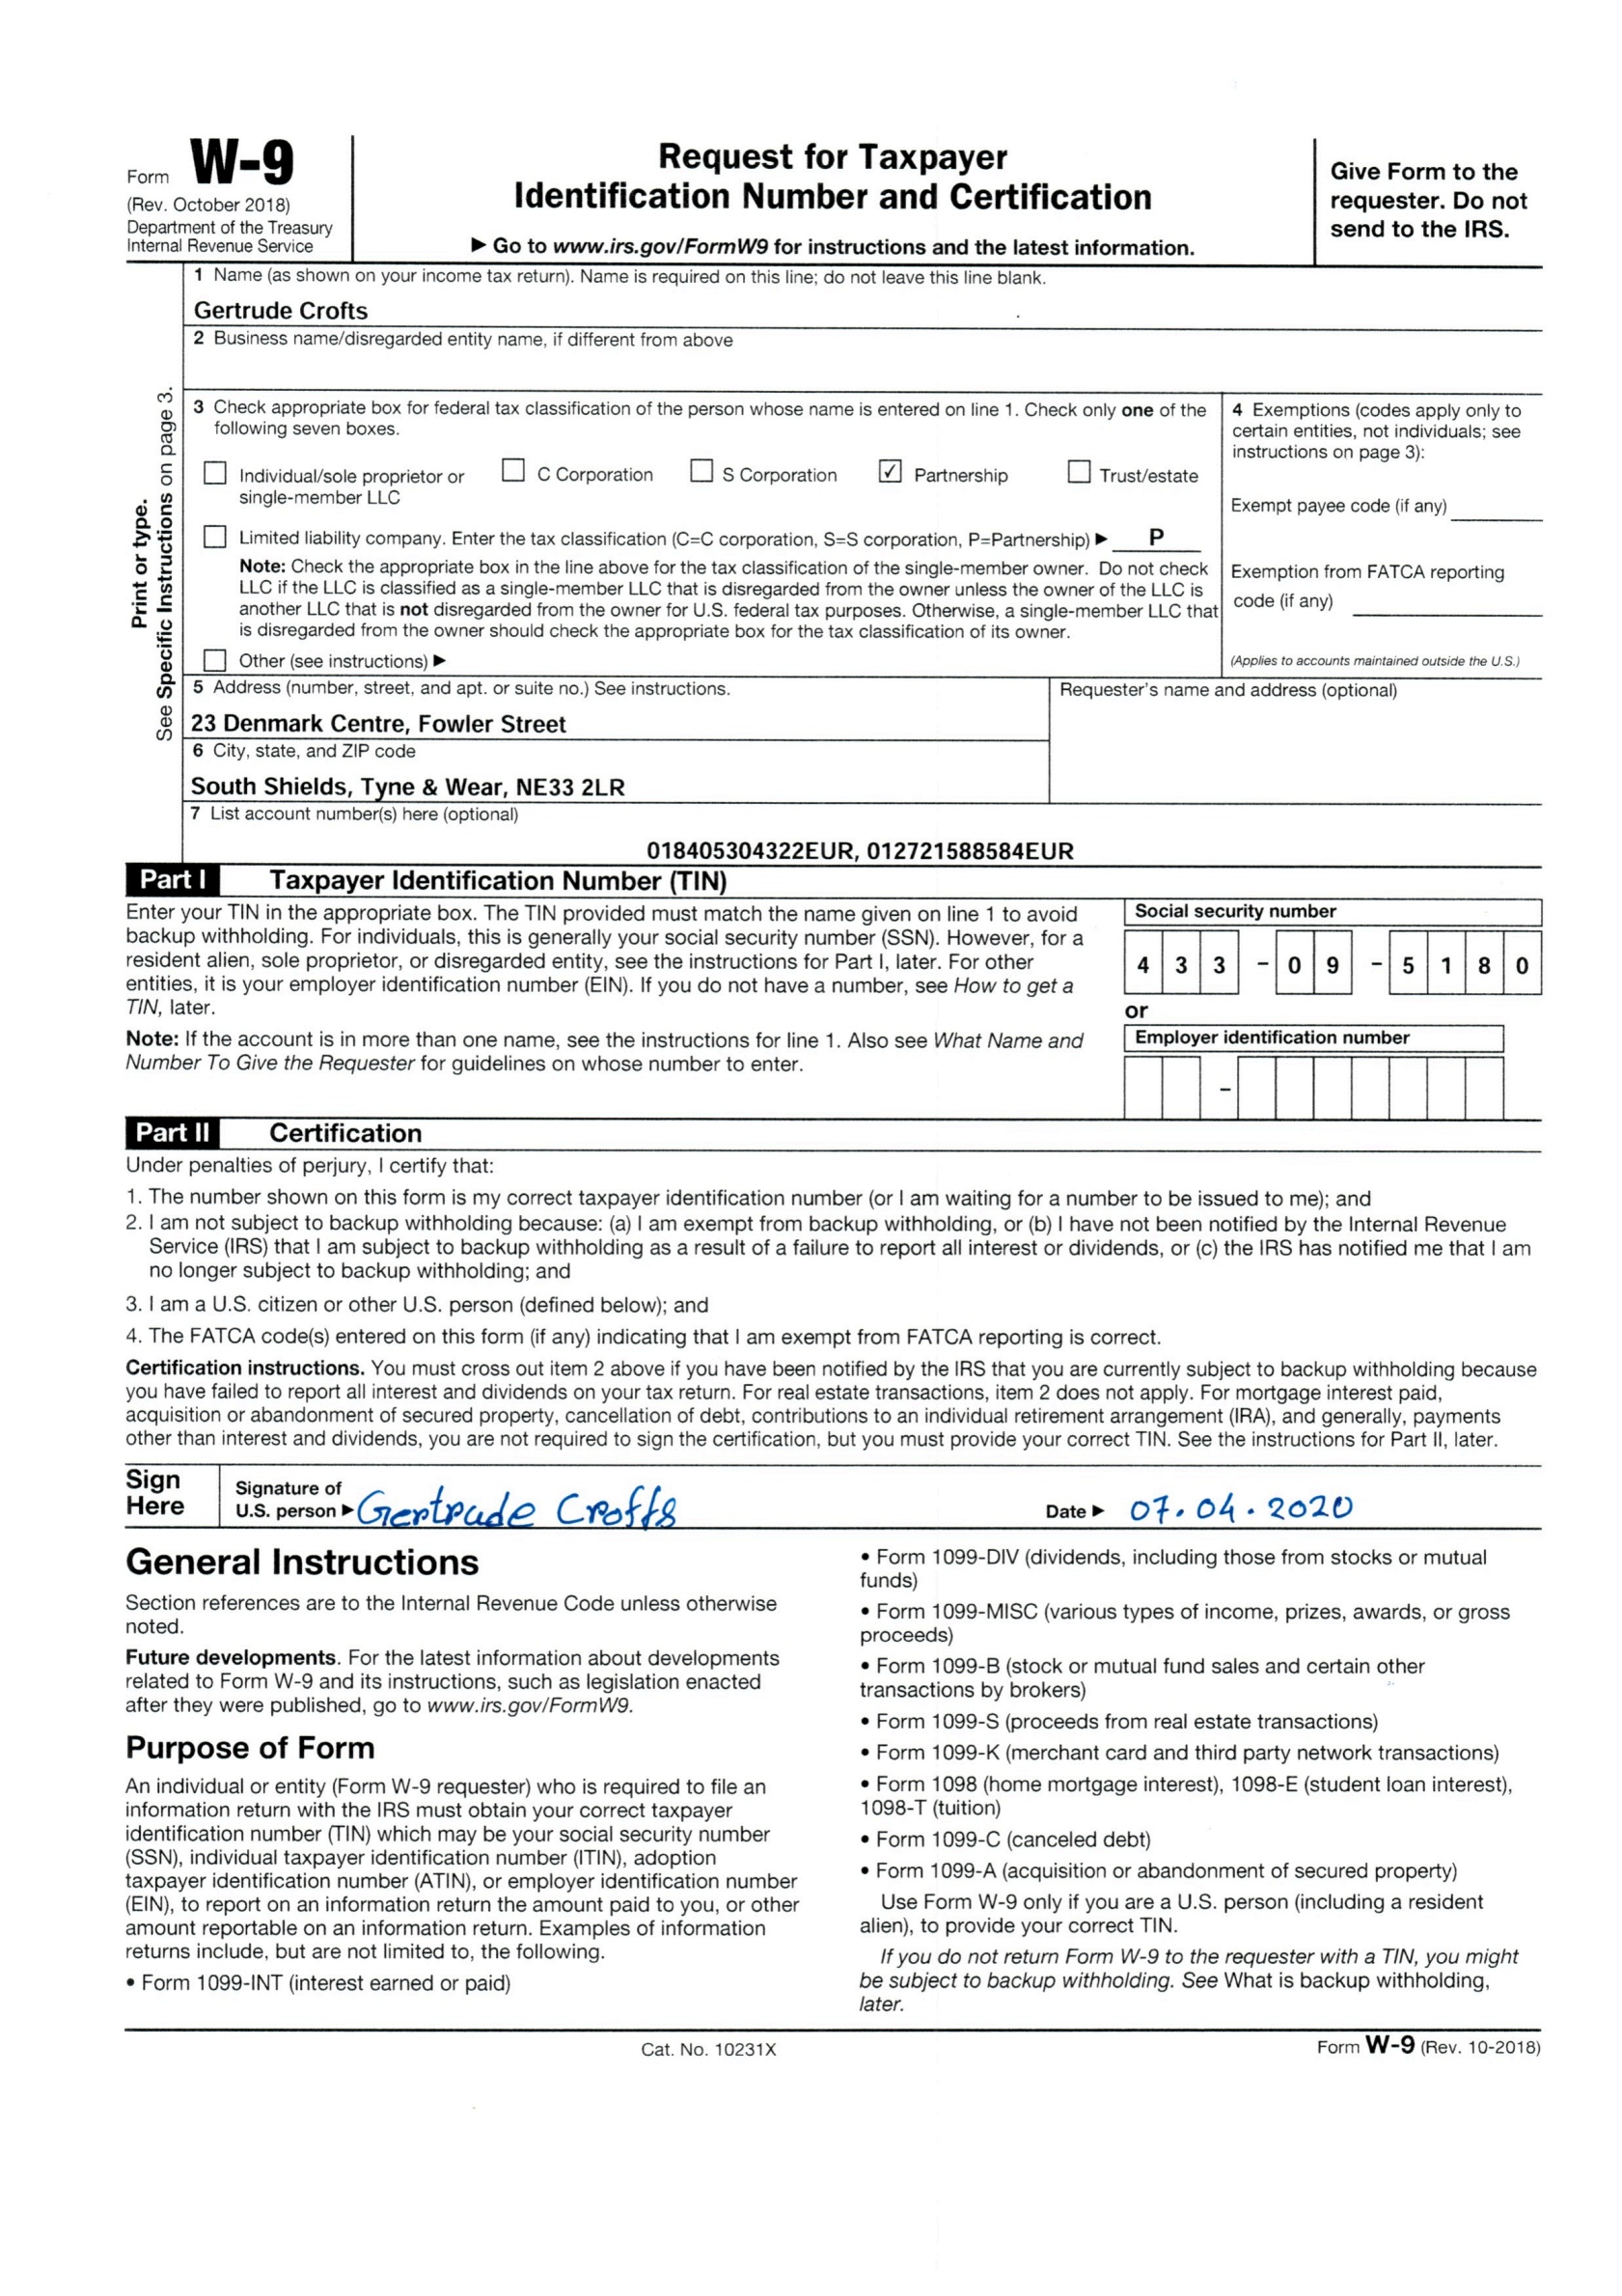 Form W-9
(Rev. October 2018)
Department of the Treasury
Internal Revenue Service
Request for Taxpayer
Identification Number and Certification
▶ Go to www.irs.gov/FormW9 for instructions and the latest information.
Give Form to the
requester. Do not
send to the IRS.
Print or type.
See Specific Instructions on page 3.
1 Name (as shown on your income tax return). Name is required on this line; do not leave this line blank.
Gertrude Crofts
2 Business name/disregarded entity name, if different from above
3 Check appropriate box for federal tax classification of the person whose name is entered on line 1. Check only one of the
following seven boxes.
Individual/sole proprietor or
single-member LLC
C Corporation
S Corporation
✓ Partnership
Trust/estate
Limited liability company. Enter the tax classification (C=C corporation, S=S corporation, P=Partnership) ▶ P
Note: Check the appropriate box in the line above for the tax classification of the single-member owner. Do not check
LLC if the LLC is classified as a single-member LLC that is disregarded from the owner unless the owner of the LLC is
another LLC that is not disregarded from the owner for U.S. federal tax purposes. Otherwise, a single-member LLC that
is disregarded from the owner should check the appropriate box for the tax classification of its owner.
Other (see instructions) ▶
4 Exemptions (codes apply only to
certain entities, not individuals; see
instructions on page 3):
Exempt payee code (if any)
Exemption from FATCA reporting
code (if any)
(Applies to accounts maintained outside the U.S.)
5 Address (number, street, and apt. or suite no.) See instructions.
23 Denmark Centre, Fowler Street
6 City, state, and ZIP code
South Shields, Tyne & Wear, NE33 2LR
Requester's name and address (optional)
7 List account number(s) here (optional)
018405304322EUR, 012721588584EUR
Part I Taxpayer Identification Number (TIN)
Enter your TIN in the appropriate box. The TIN provided must match the name given on line 1 to avoid
backup withholding. For individuals, this is generally your social security number (SSN). However, for a
resident alien, sole proprietor, or disregarded entity, see the instructions for Part I, later. For other
entities, it is your employer identification number (EIN). If you do not have a number, see How to get a
TIN, later.
Note: If the account is in more than one name, see the instructions for line 1. Also see What Name and
Number To Give the Requester for guidelines on whose number to enter.
Social security number
4 3 3 - 0 9 - 5 1 8 0
or
Employer identification number
-
Part II Certification
Under penalties of perjury, I certify that:
1. The number shown on this form is my correct taxpayer identification number (or I am waiting for a number to be issued to me); and
2. I am not subject to backup withholding because: (a) I am exempt from backup withholding, or (b) I have not been notified by the Internal Revenue
Service (IRS) that I am subject to backup withholding as a result of a failure to report all interest or dividends, or (c) the IRS has notified me that I am
no longer subject to backup withholding; and
3. I am a U.S. citizen or other U.S. person (defined below); and
4. The FATCA code(s) entered on this form (if any) indicating that I am exempt from FATCA reporting is correct.
Certification instructions. You must cross out item 2 above if you have been notified by the IRS that you are currently subject to backup withholding because
you have failed to report all interest and dividends on your tax return. For real estate transactions, item 2 does not apply. For mortgage interest paid,
acquisition or abandonment of secured property, cancellation of debt, contributions to an individual retirement arrangement (IRA), and generally, payments
other than interest and dividends, you are not required to sign the certification, but you must provide your correct TIN. See the instructions for Part II, later.
Sign
Here
Signature of
U.S. person ▶ Gertrude Crofts
Date ▶ 07.04.2020
General Instructions
Section references are to the Internal Revenue Code unless otherwise
noted.
Future developments. For the latest information about developments
related to Form W-9 and its instructions, such as legislation enacted
after they were published, go to www.irs.gov/FormW9.
Purpose of Form
An individual or entity (Form W-9 requester) who is required to file an
information return with the IRS must obtain your correct taxpayer
identification number (TIN) which may be your social security number
(SSN), individual taxpayer identification number (ITIN), adoption
taxpayer identification number (ATIN), or employer identification number
(EIN), to report on an information return the amount paid to you, or other
amount reportable on an information return. Examples of information
returns include, but are not limited to, the following.
• Form 1099-INT (interest earned or paid)
• Form 1099-DIV (dividends, including those from stocks or mutual
funds)
• Form 1099-MISC (various types of income, prizes, awards, or gross
proceeds)
• Form 1099-B (stock or mutual fund sales and certain other
transactions by brokers)
• Form 1099-S (proceeds from real estate transactions)
• Form 1099-K (merchant card and third party network transactions)
• Form 1098 (home mortgage interest), 1098-E (student loan interest),
1098-T (tuition)
• Form 1099-C (canceled debt)
• Form 1099-A (acquisition or abandonment of secured property)
Use Form W-9 only if you are a U.S. person (including a resident
alien), to provide your correct TIN.
If you do not return Form W-9 to the requester with a TIN, you might
be subject to backup withholding. See What is backup withholding,
later.
Cat. No. 10231X
Form W-9 (Rev. 10-2018)